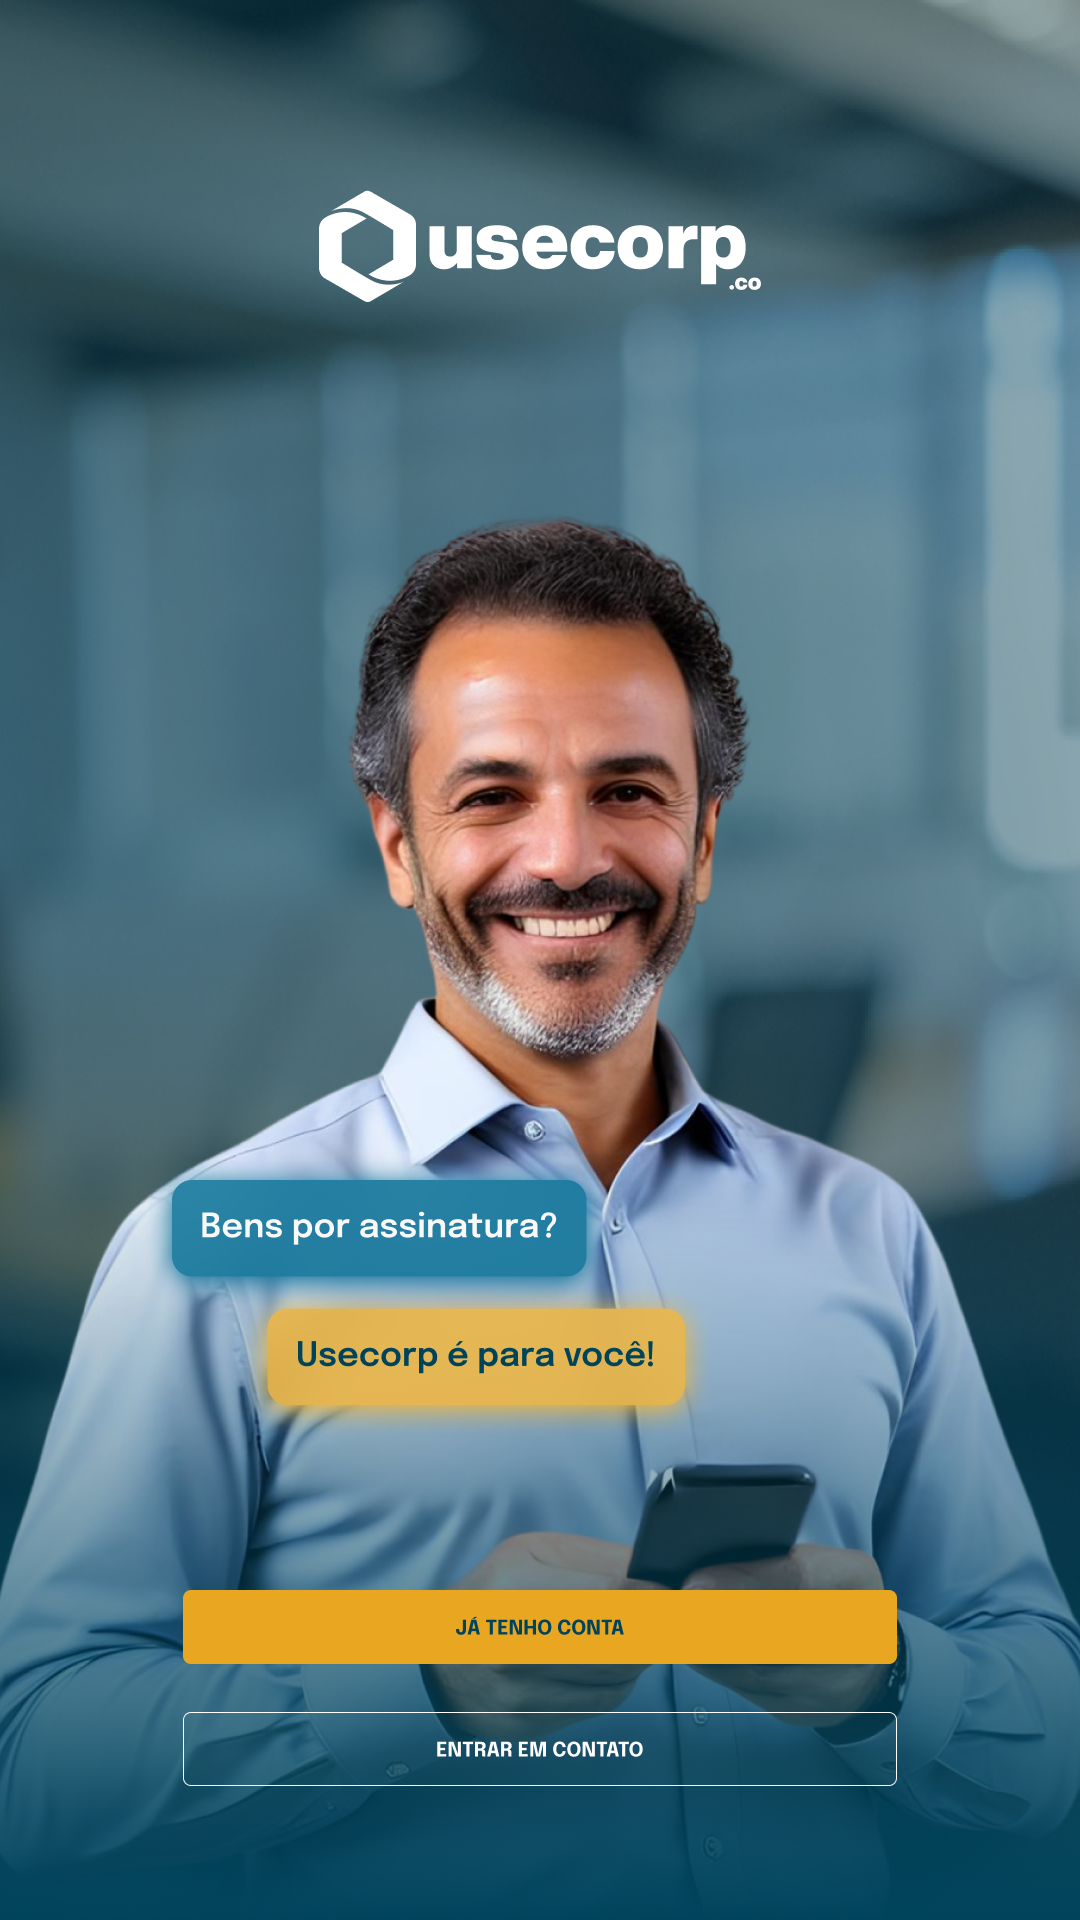 usecorp
.co
Bens por assinatura?
Usecorp é para você!
JÁ TENHO CONTA
ENTRAR EM CONTATO